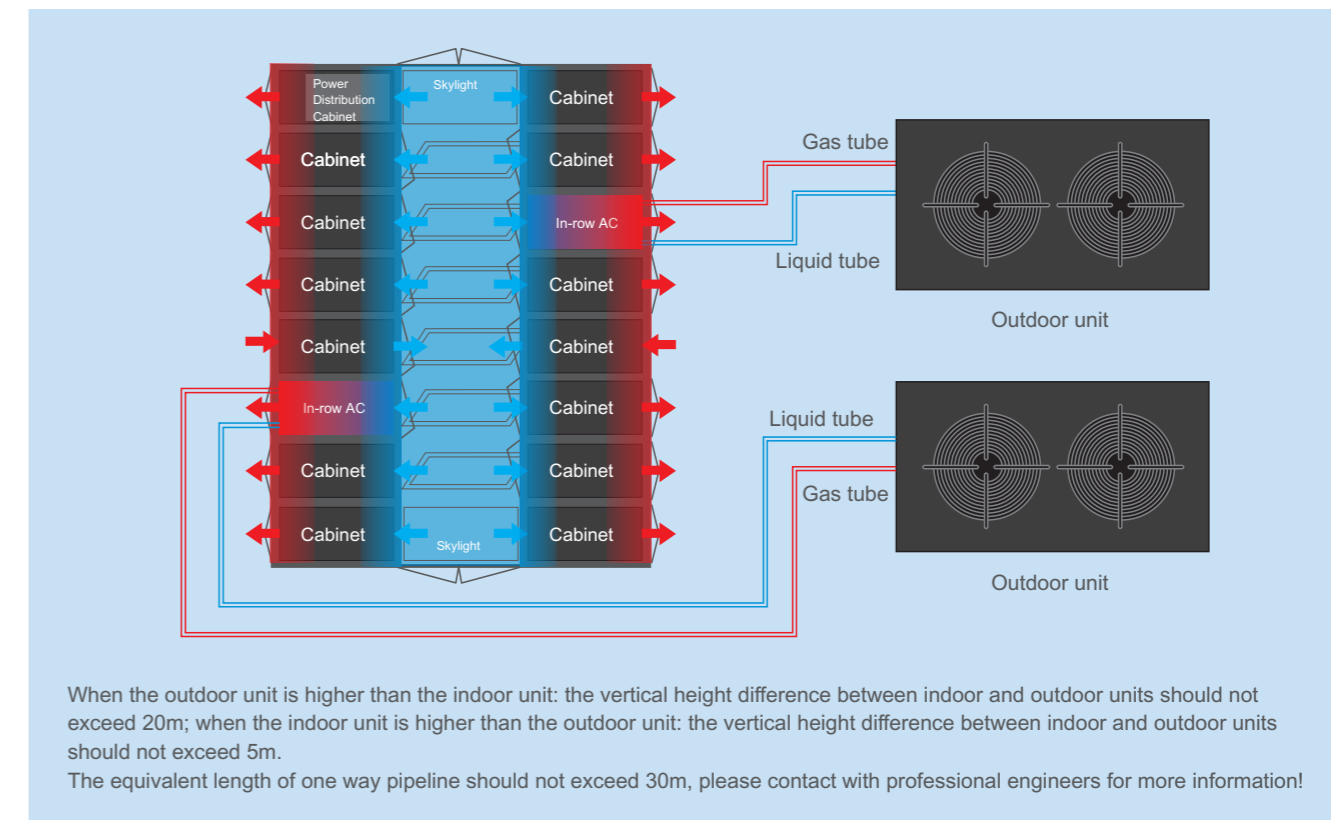 Power
Distribution
Cabinet
Skylight
Cabinet
Gas tube
Cabinet
Cabinet
Cabinet
In-row AC
Liquid tube
Cabinet
Cabinet
Outdoor unit
Cabinet
Cabinet
In-row AC
Cabinet
Liquid tube
Cabinet
Cabinet
Gas tube
Cabinet
Skylight
Cabinet
Outdoor unit
When the outdoor unit is higher than the indoor unit: the vertical height difference between indoor and outdoor units should not
exceed 20m; when the indoor unit is higher than the outdoor unit: the vertical height difference between indoor and outdoor units
should not exceed 5m.
The equivalent length of one way pipeline should not exceed 30m, please contact with professional engineers for more information!